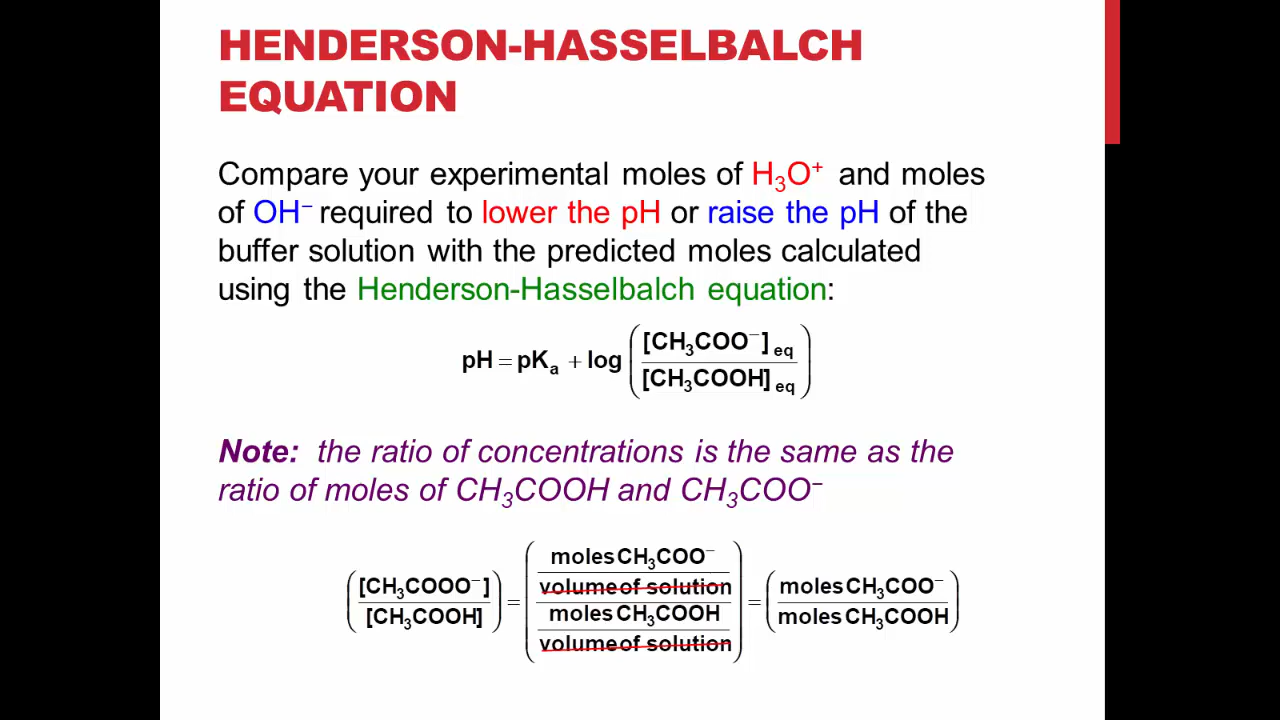 HENDERSON-HASSELBALCH
EQUATION
Compare your experimental moles of H₃O⁺ and moles
of OH⁻ required to lower the pH or raise the pH of the
buffer solution with the predicted moles calculated
using the Henderson-Hasselbalch equation:
pH = pKₐ + log ( [CH₃COO⁻] eq / [CH₃COOH] eq )
Note: the ratio of concentrations is the same as the
ratio of moles of CH₃COOH and CH₃COO⁻
( [CH₃COOO⁻] / [CH₃COOH] ) = ( moles CH₃COO⁻ / volume of solution / moles CH₃COOH / volume of solution ) = ( moles CH₃COO⁻ / moles CH₃COOH )